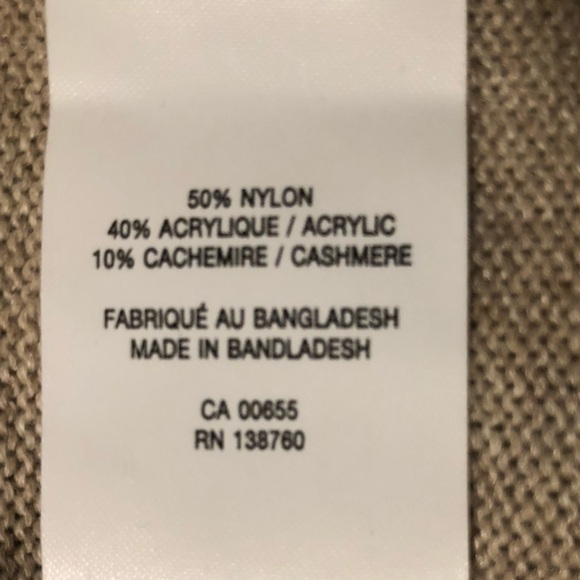 50% NYLON
40% ACRYLIQUE / ACRYLIC
10% CACHEMIRE / CASHMERE
FABRIQUÉ AU BANGLADESH
MADE IN BANDLADESH
CA 00655
RN 138760